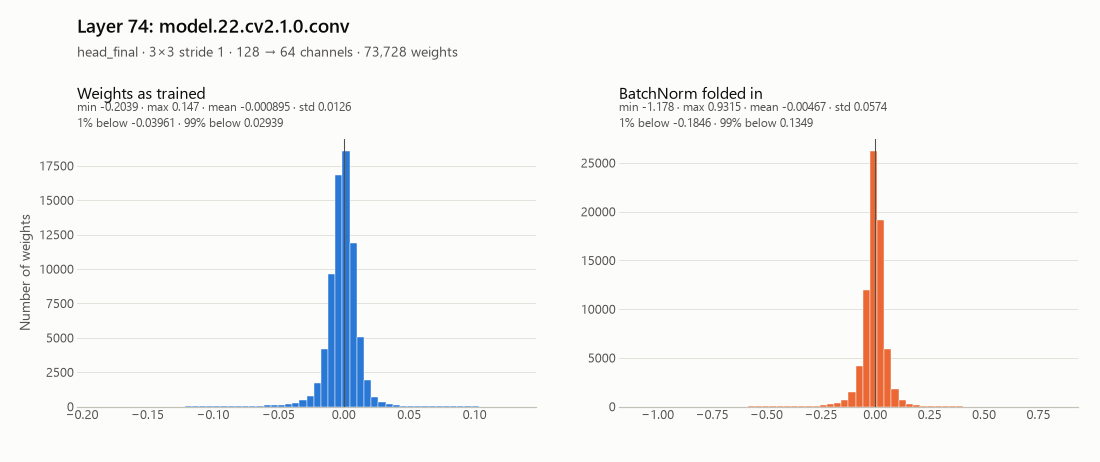 Layer 74: model.22.cv2.1.0.conv
head_final · 3×3 stride 1 · 128 → 64 channels · 73,728 weights
Weights as trained
min -0.2039 · max 0.147 · mean -0.000895 · std 0.0126
1% below -0.03961 · 99% below 0.02939
Number of weights
17500
15000
12500
10000
7500
5000
2500
0
−0.20 −0.15 −0.10 −0.05 0.00 0.05 0.10
BatchNorm folded in
min -1.178 · max 0.9315 · mean -0.00467 · std 0.0574
1% below -0.1846 · 99% below 0.1349
25000
20000
15000
10000
5000
0
−1.00 −0.75 −0.50 −0.25 0.00 0.25 0.50 0.75